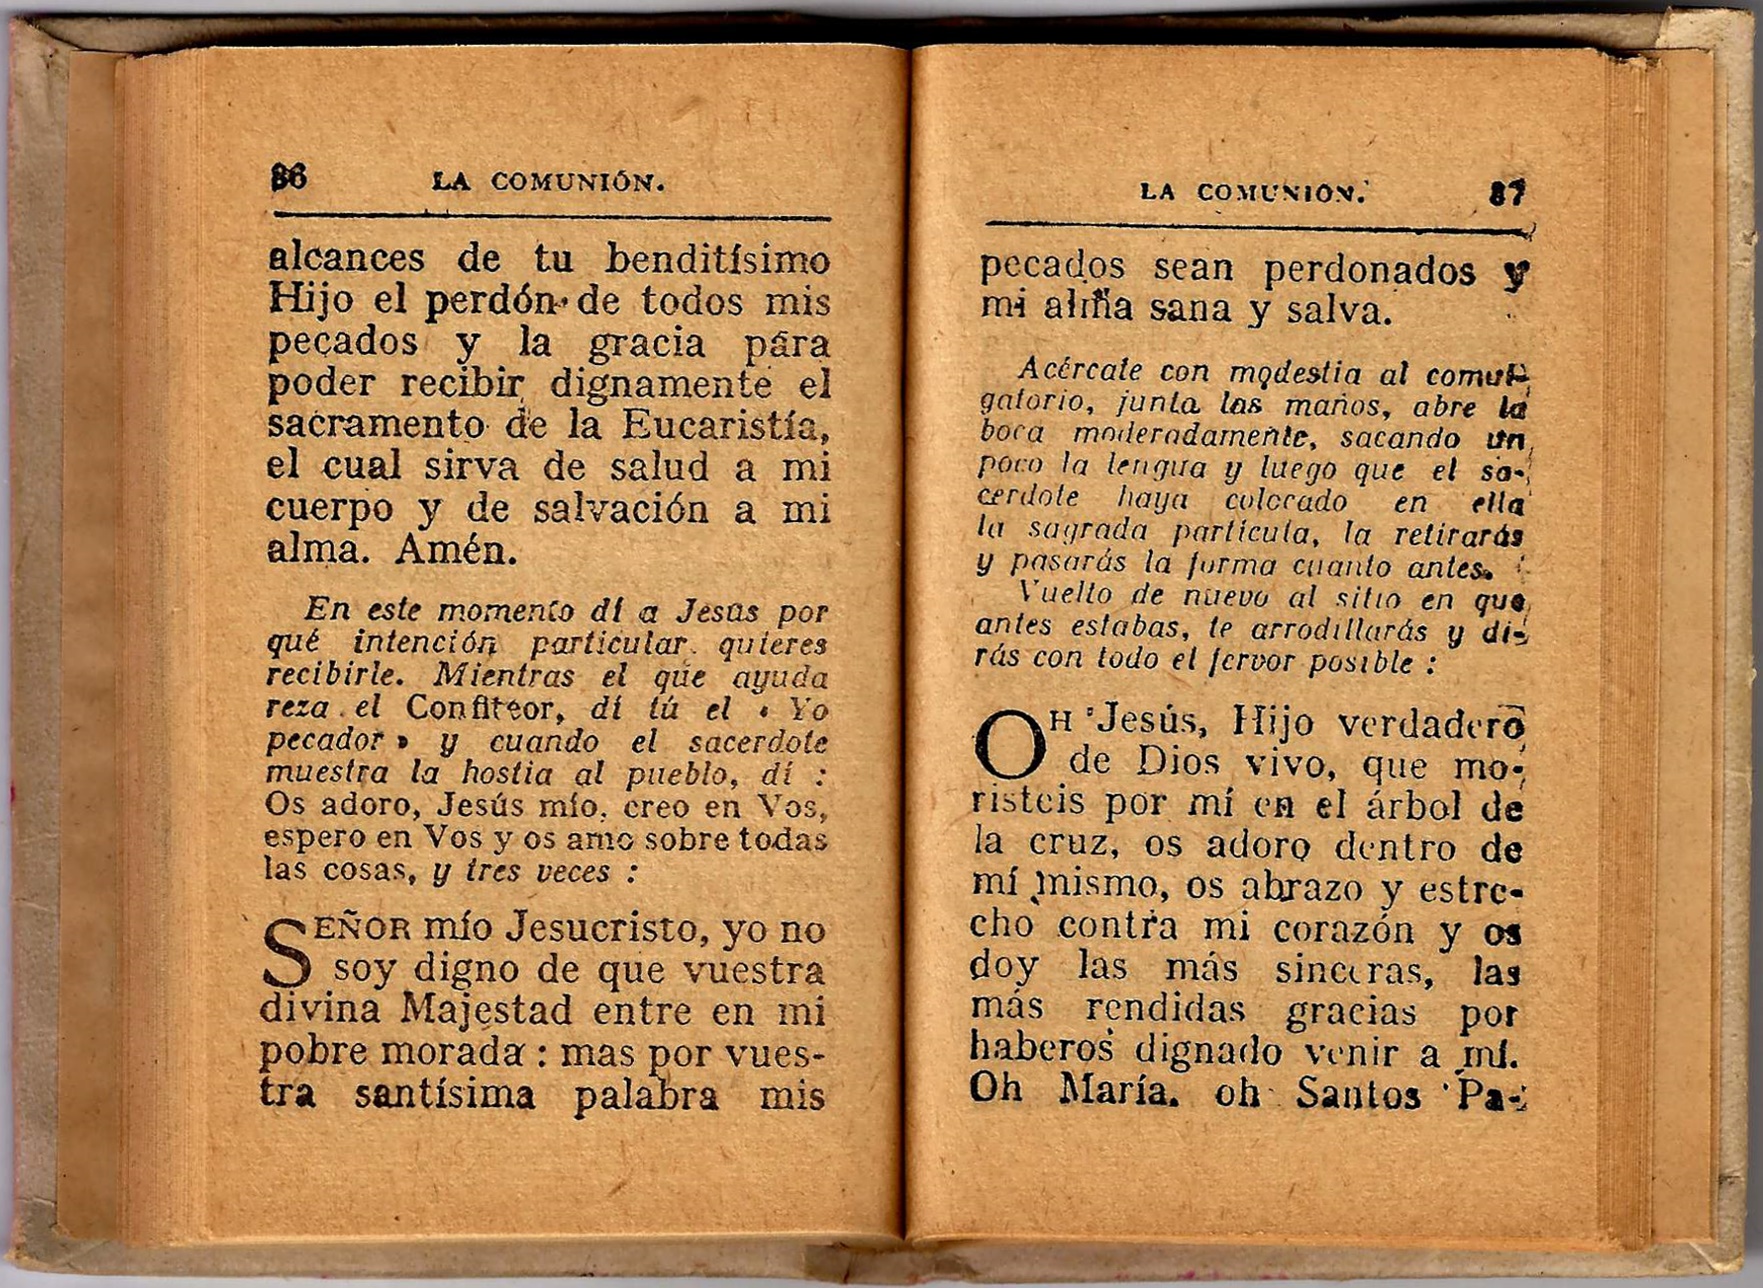 86 LA COMUNIÓN.
alcances de tu benditísimo
Hijo el perdón de todos mis
pecados y la gracia para
poder recibir dignamente el
sacramento de la Eucaristía,
el cual sirva de salud a mi
cuerpo y de salvación a mi
alma. Amén.
En este momento dí a Jesús por
qué intención particular quieres
recibirle. Mientras el que ayuda
reza el Confiteor, dí tú el « Yo
pecador » y cuando el sacerdote
muestra la hostia al pueblo, dí :
Os adoro, Jesús mío, creo en Vos,
espero en Vos y os amo sobre todas
las cosas, y tres veces :
SEÑOR mío Jesucristo, yo no
soy digno de que vuestra
divina Majestad entre en mi
pobre morada : mas por vues-
tra santísima palabra mis
LA COMUNION. 87
pecados sean perdonados y
mi alma sana y salva.
Acércate con modestia al comul-
gatorio, junta las manos, abre la
boca moderadamente, sacando un
poco la lengua y luego que el sa-
cerdote haya colocado en ella
la sagrada partícula, la retirarás
y pasarás la forma cuanto antes.
Vuelto de nuevo al sitio en que
antes estabas, te arrodillarás y di-
rás con todo el fervor posible :
OH Jesús, Hijo verdadero
de Dios vivo, que mo-
risteis por mí en el árbol de
la cruz, os adoro dentro de
mí mismo, os abrazo y estre-
cho contra mi corazón y os
doy las más sinceras, las
más rendidas gracias por
haberos dignado venir a mí.
Oh María, oh Santos Pa-